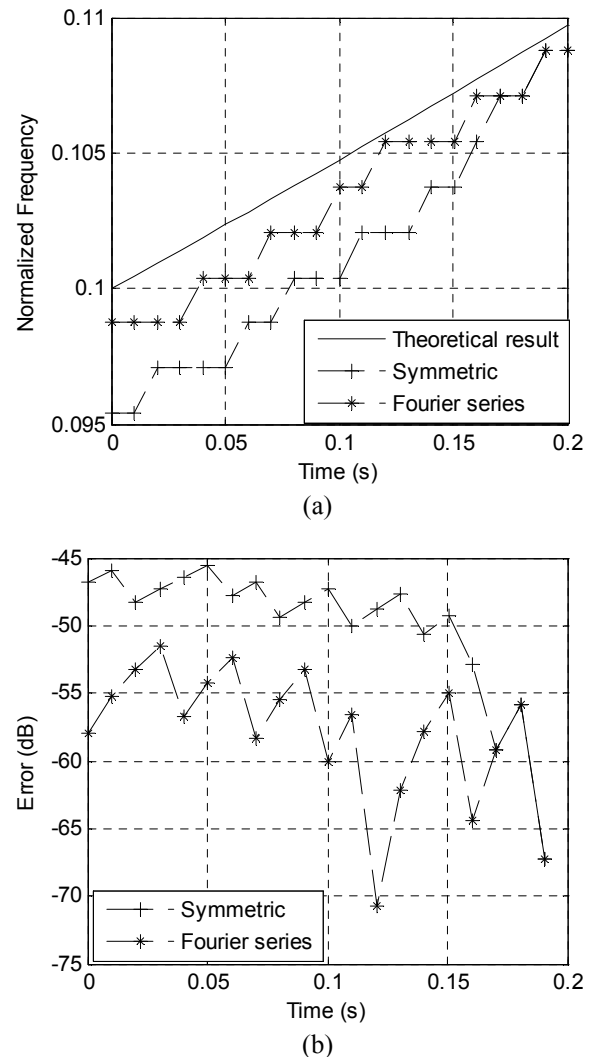 0.11
0.105
0.1
0.095
Normalized Frequency
Theoretical result
Symmetric
Fourier series
0 0.05 0.1 0.15 0.2
Time (s)
(a)
-45
-50
-55
-60
-65
-70
-75
Error (dB)
Symmetric
Fourier series
0 0.05 0.1 0.15 0.2
Time (s)
(b)